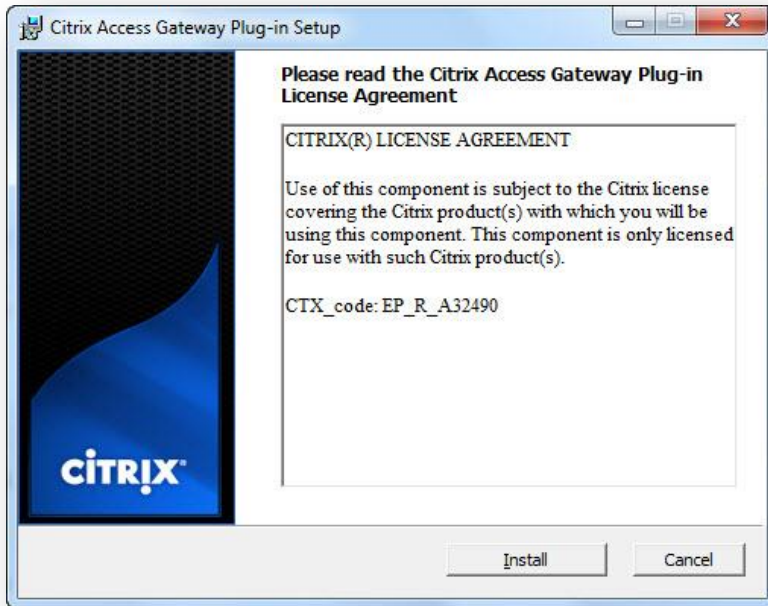 Citrix Access Gateway Plug-in Setup
Please read the Citrix Access Gateway Plug-in
License Agreement
CITRIX(R) LICENSE AGREEMENT
Use of this component is subject to the Citrix license
covering the Citrix product(s) with which you will be
using this component. This component is only licensed
for use with such Citrix product(s).
CTX_code: EP_R_A32490
CİTRIX®
Install
Cancel